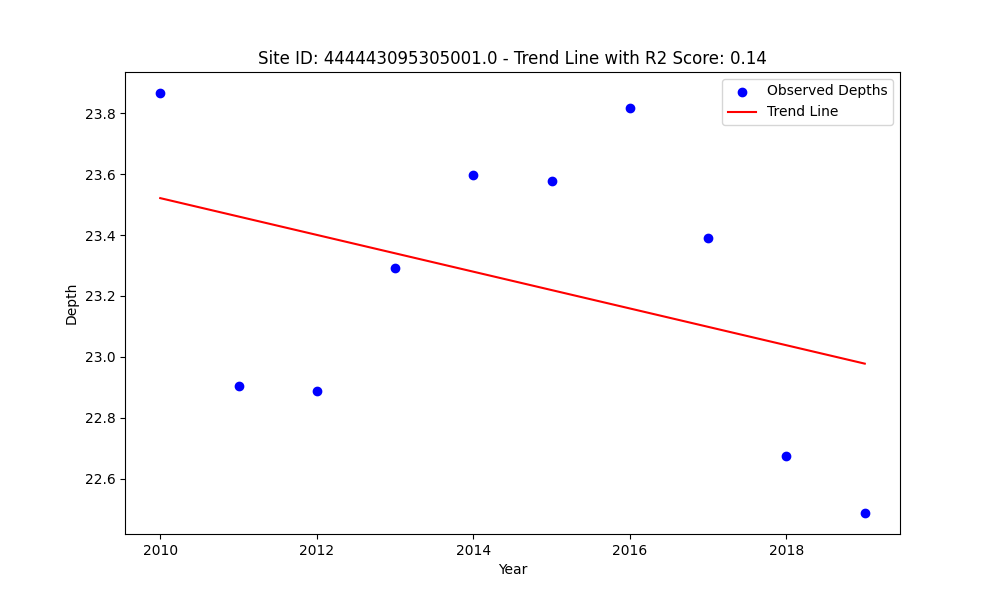 Site ID: 444443095305001.0 - Trend Line with R2 Score: 0.14
Observed Depths
Trend Line
23.8
23.6
23.4
23.2
23.0
22.8
22.6
Depth
2010 2012 2014 2016 2018
Year